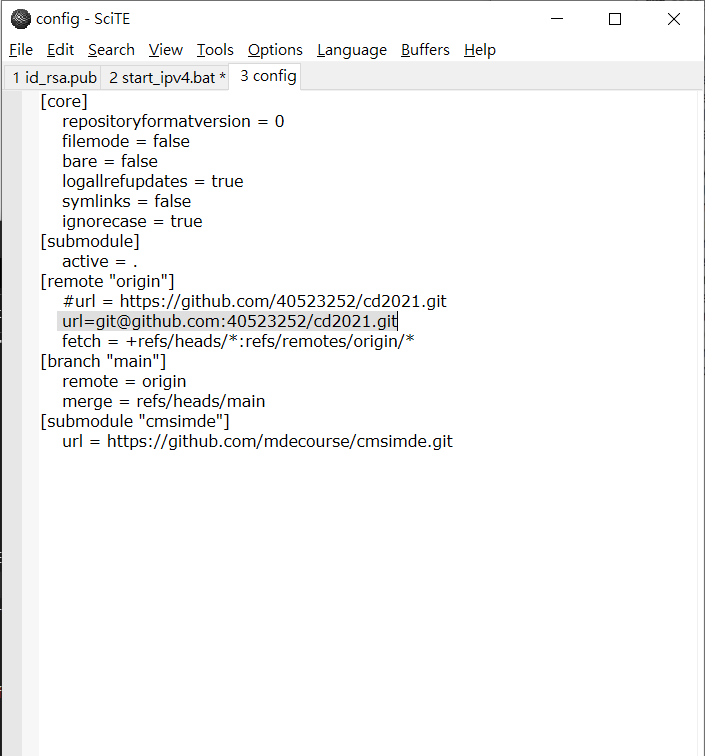 config - SciTE
File Edit Search View Tools Options Language Buffers Help
1 id_rsa.pub 2 start_ipv4.bat * 3 config
[core]
repositoryformatversion = 0
filemode = false
bare = false
logallrefupdates = true
symlinks = false
ignorecase = true
[submodule]
active = .
[remote "origin"]
#url = https://github.com/40523252/cd2021.git
url=git@github.com:40523252/cd2021.git
fetch = +refs/heads/*:refs/remotes/origin/*
[branch "main"]
remote = origin
merge = refs/heads/main
[submodule "cmsimde"]
url = https://github.com/mdecourse/cmsimde.git